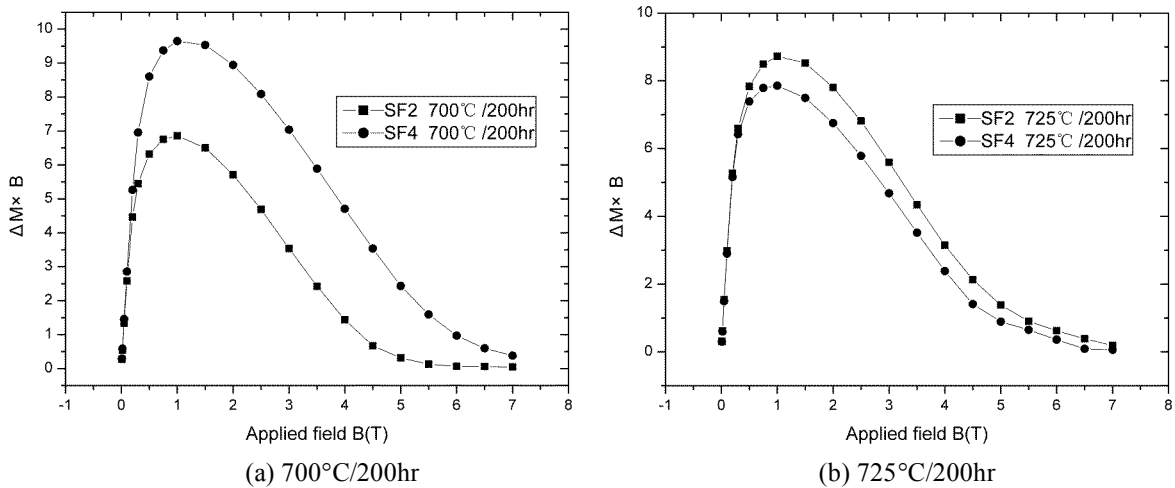 10
9
8
7
6
5
4
3
2
1
0
ΔM× B
SF2 700℃/200hr
SF4 700℃/200hr
-1 0 1 2 3 4 5 6 7 8
Applied field B(T)
(a) 700°C/200hr
10
8
6
4
2
0
ΔM× B
SF2 725℃/200hr
SF4 725℃/200hr
-1 0 1 2 3 4 5 6 7 8
Applied field B(T)
(b) 725°C/200hr